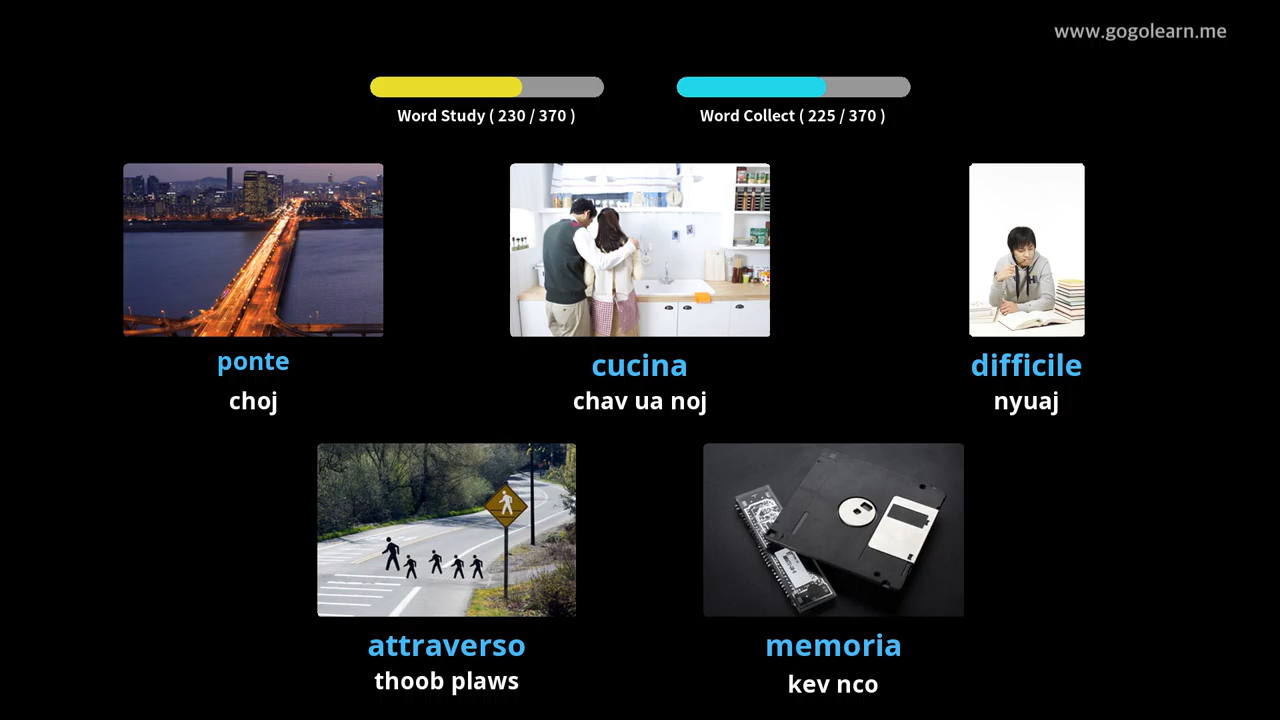 www.gogolearn.me
Word Study ( 230 / 370 )
Word Collect ( 225 / 370 )
ponte
choj
cucina
chav ua noj
difficile
nyuaj
attraverso
thoob plaws
memoria
kev nco